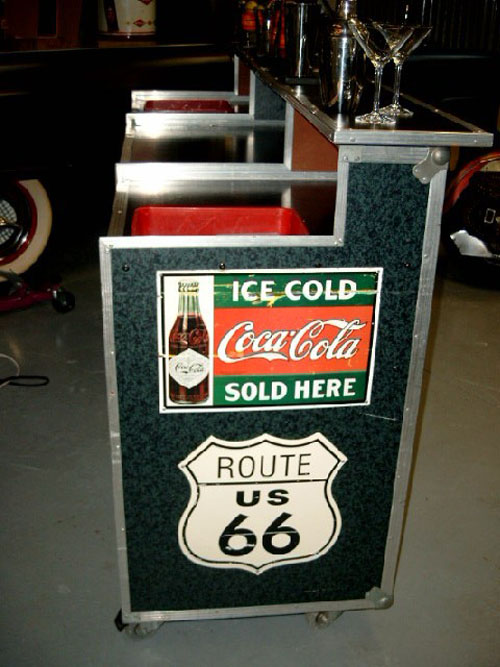 ICE COLD
Coca-Cola
SOLD HERE
ROUTE
US
66